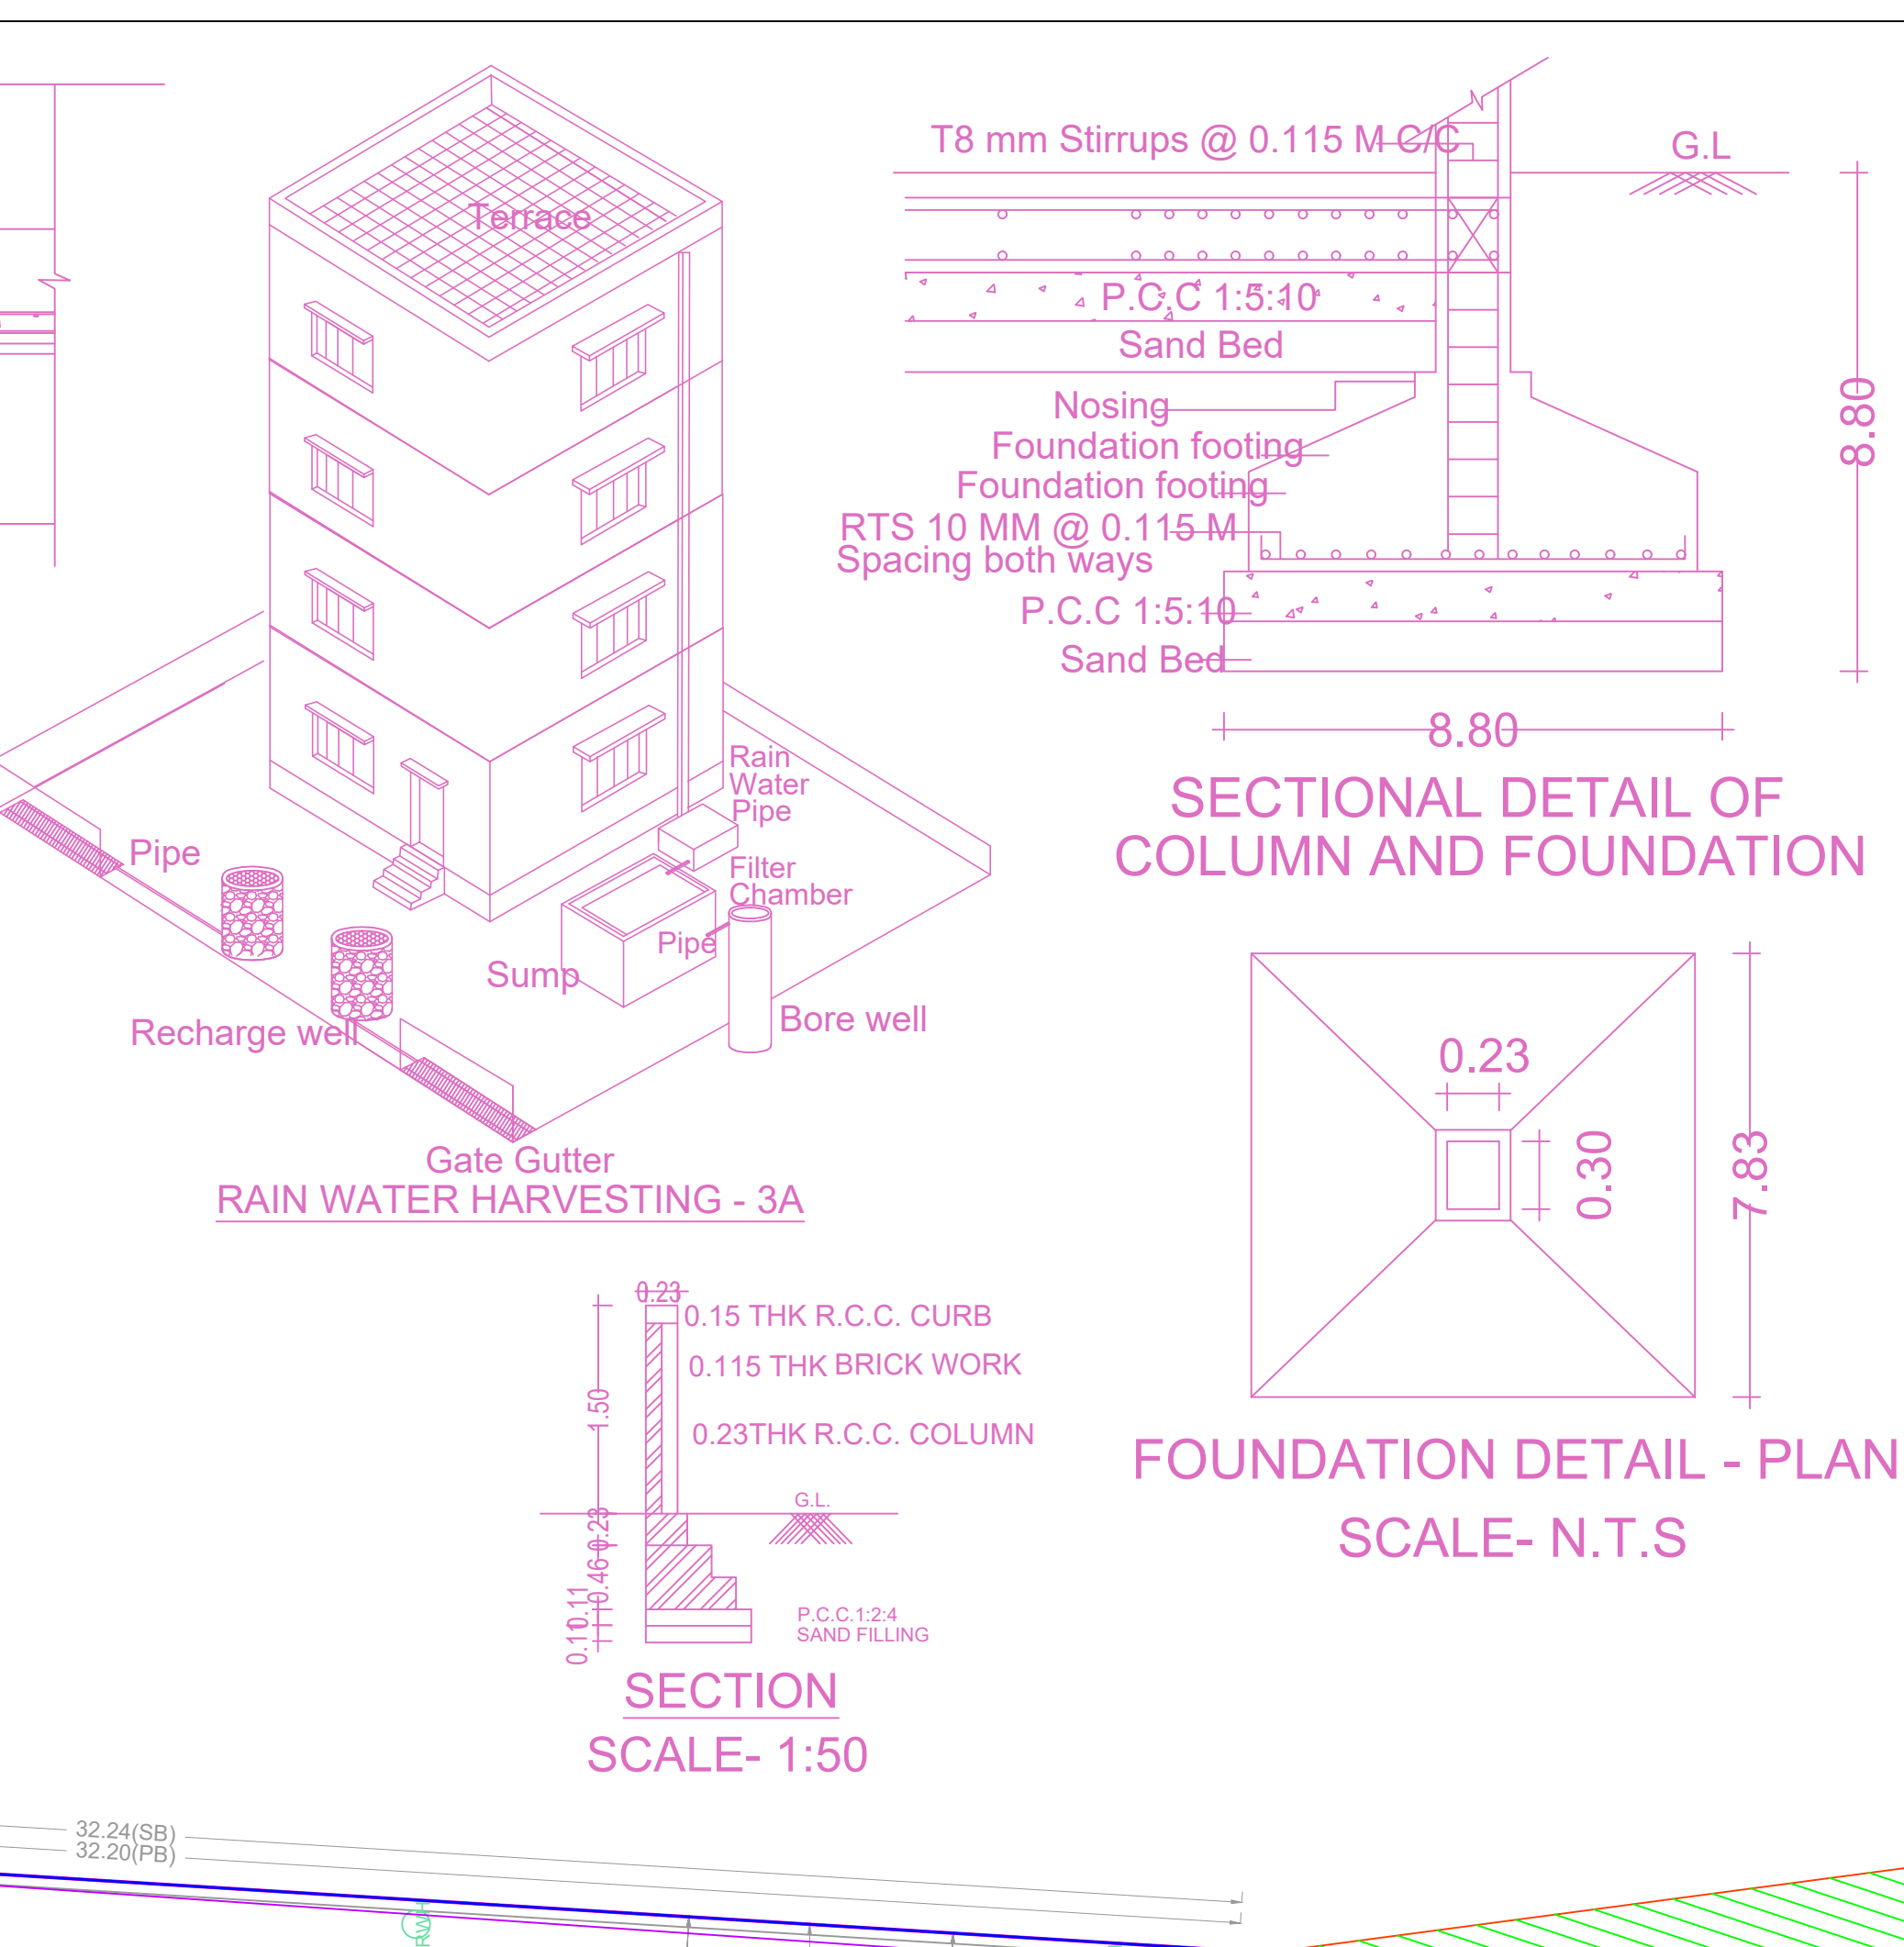 Terrace
Rain
Water
Pipe
Pipe
Filter
Chamber
Pipe
Sump
Recharge well
Bore well
Gate Gutter
RAIN WATER HARVESTING - 3A
T8 mm Stirrups @ 0.115 M C/C
G.L
P.C.C 1:5:10
Sand Bed
Nosing
Foundation footing
Foundation footing
RTS 10 MM @ 0.115 M
Spacing both ways
P.C.C 1:5:10
Sand Bed
8.80
8.80
SECTIONAL DETAIL OF
COLUMN AND FOUNDATION
0.23
0.30
7.83
FOUNDATION DETAIL - PLAN
SCALE- N.T.S
0.23
0.15 THK R.C.C. CURB
0.115 THK BRICK WORK
1.50
0.23THK R.C.C. COLUMN
G.L.
0.23
0.46
0.11
0.11
P.C.C.1:2:4
SAND FILLING
SECTION
SCALE- 1:50
32.24(SB)
32.20(PB)
RWH